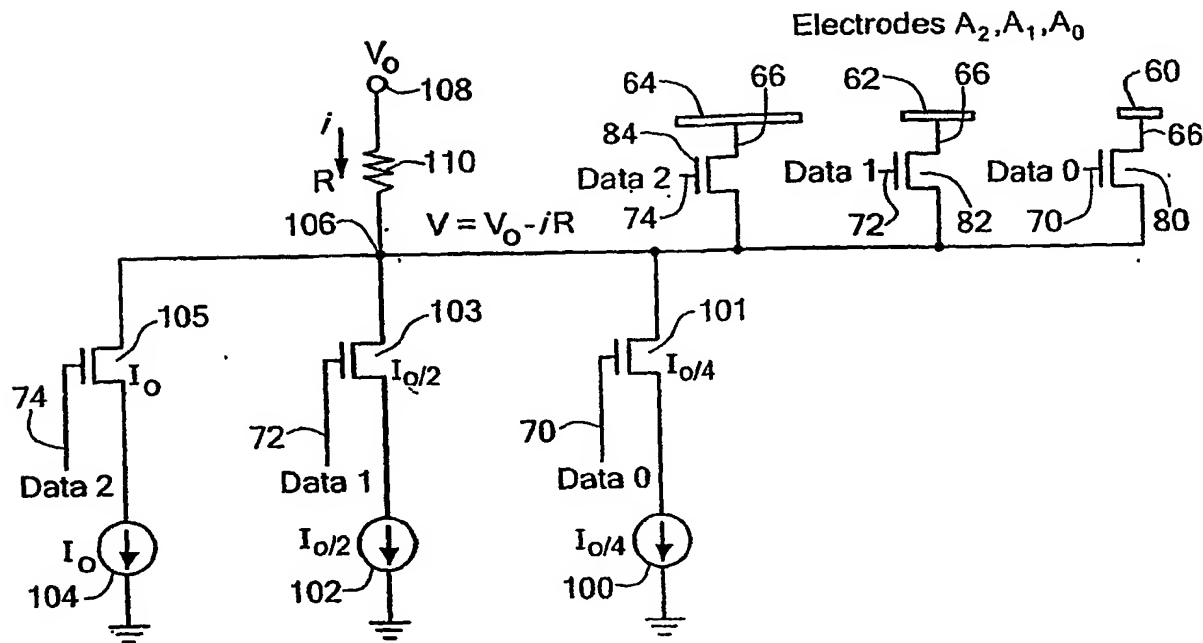 Electrodes A₂,A₁,A₀
V₀
108
64
66
62
66
60
66
i
R
110
84
Data 2
74
Data 1
72
82
Data 0
70
80
106
V = V₀-iR
105
I₀
103
I₀/2
101
I₀/4
74
72
70
Data 2
Data 1
Data 0
I₀
104
I₀/2
102
I₀/4
100